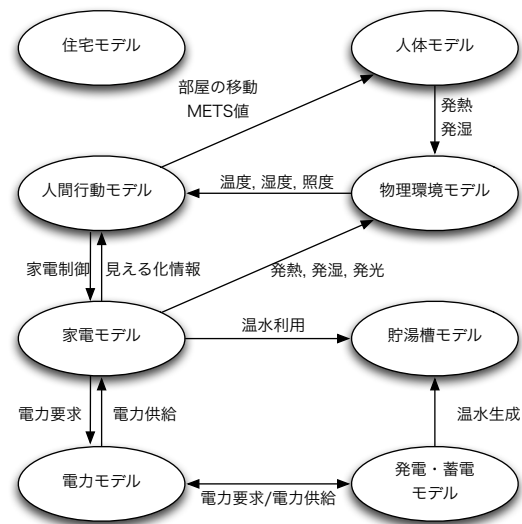 住宅モデル
人体モデル
部屋の移動
METS値
発熱
発湿
人間行動モデル
温度, 湿度, 照度
物理環境モデル
家電制御
見える化情報
発熱, 発湿, 発光
家電モデル
温水利用
貯湯槽モデル
電力要求
電力供給
温水生成
電力モデル
電力要求/電力供給
発電・蓄電
モデル